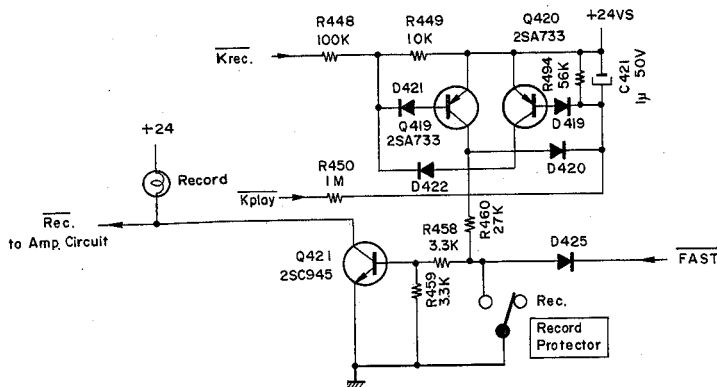 R448
100K
R449
10K
Q420
2SA733
+24VS
Krec.
R494
56K
C421
1μ 50V
D421
Q419
2SA733
D419
D420
D422
+24
Record
R450
1M
Kplay
Rec.
to Amp. Circuit
R460
27K
R458
3.3K
D425
FAST
Q421
2SC945
R459
3.3K
Rec.
Record
Protector